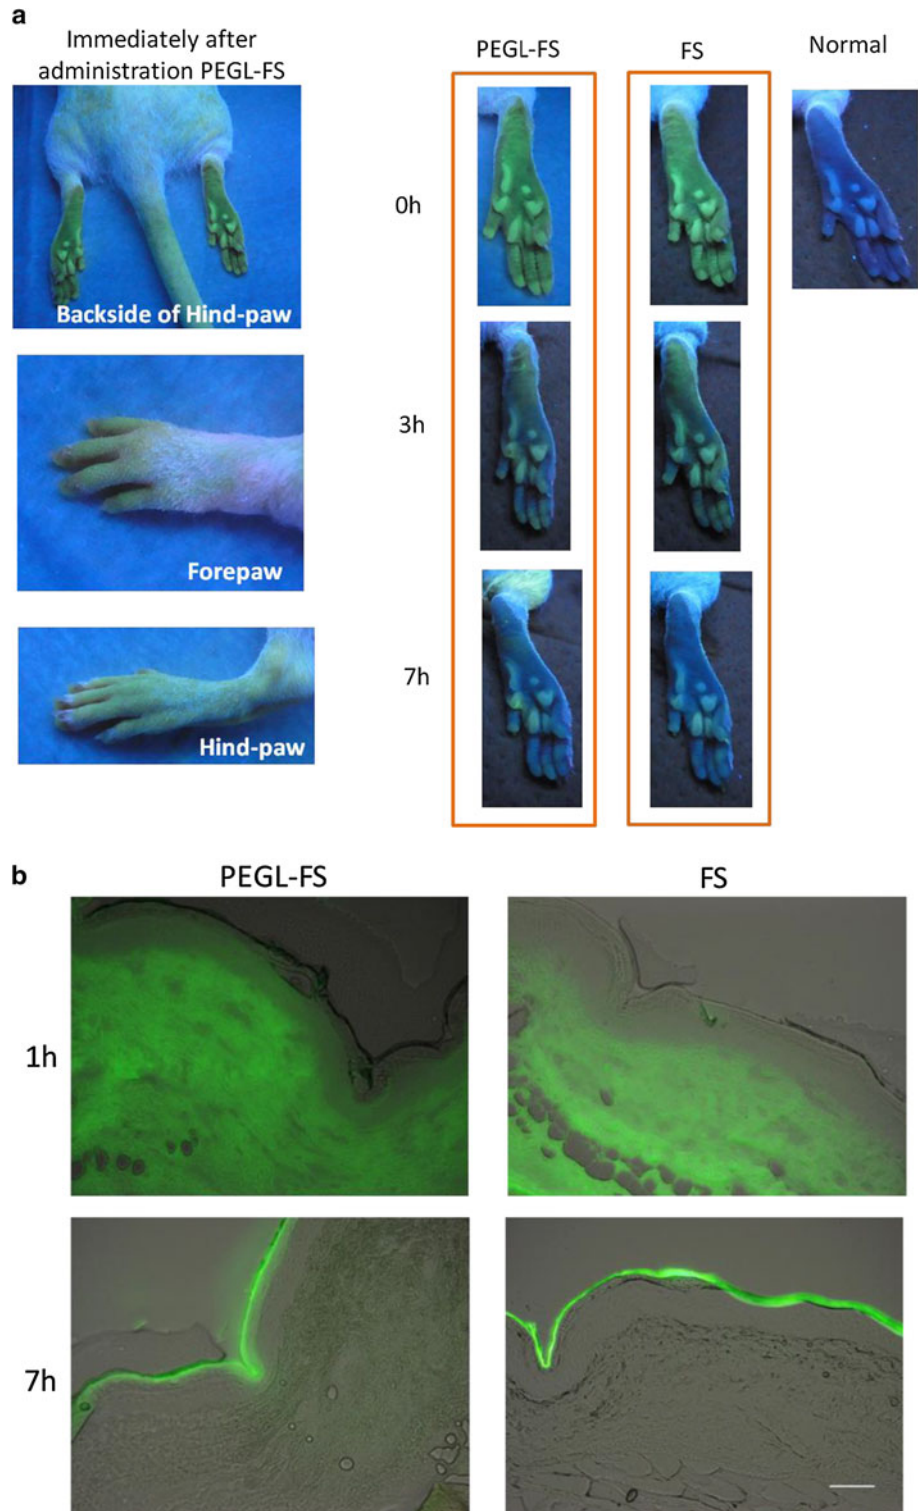 a
Immediately after
administration PEGL-FS
Backside of Hind-paw
Forepaw
Hind-paw
PEGL-FS
FS
Normal
0h
3h
7h
b
PEGL-FS
FS
1h
7h